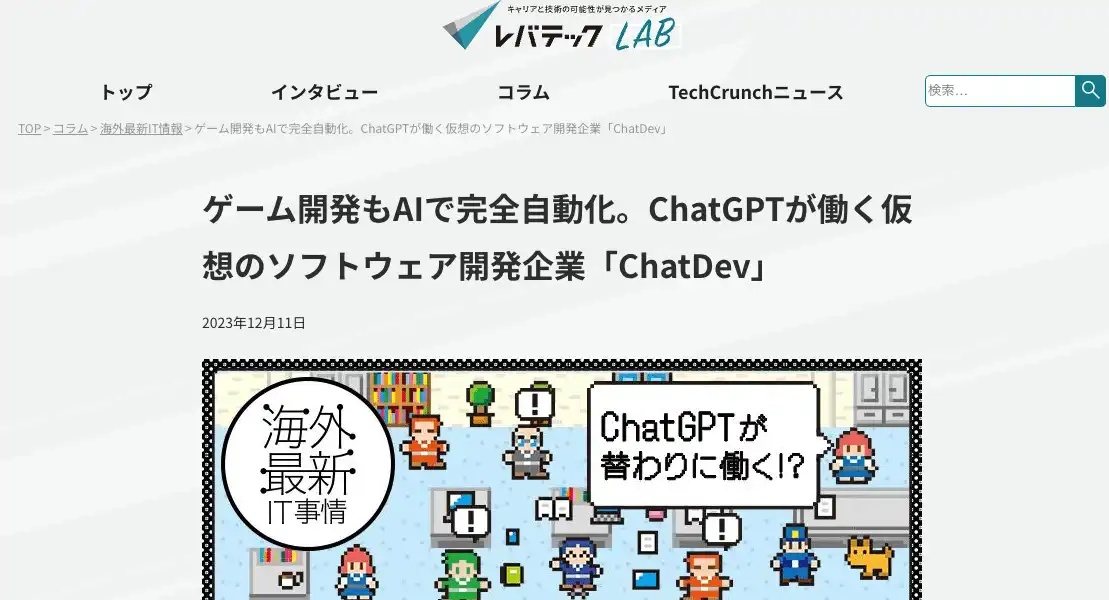 キャリアと技術の可能性が見つかるメディア
レバテック LAB
トップ インタビュー コラム TechCrunchニュース 検索…
TOP > コラム > 海外最新IT情報 > ゲーム開発もAIで完全自動化。ChatGPTが働く仮想のソフトウェア開発企業「ChatDev」
ゲーム開発もAIで完全自動化。ChatGPTが働く仮
想のソフトウェア開発企業「ChatDev」
2023年12月11日
海外
最新
IT事情
!
ChatGPTが
替わりに働く!?
!
!